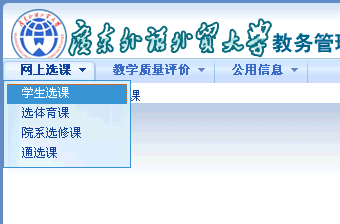 广东外语外贸大学 教务管理
网上选课 教学质量评价 公用信息
学生选课
课
选体育课
院系选修课
通选课